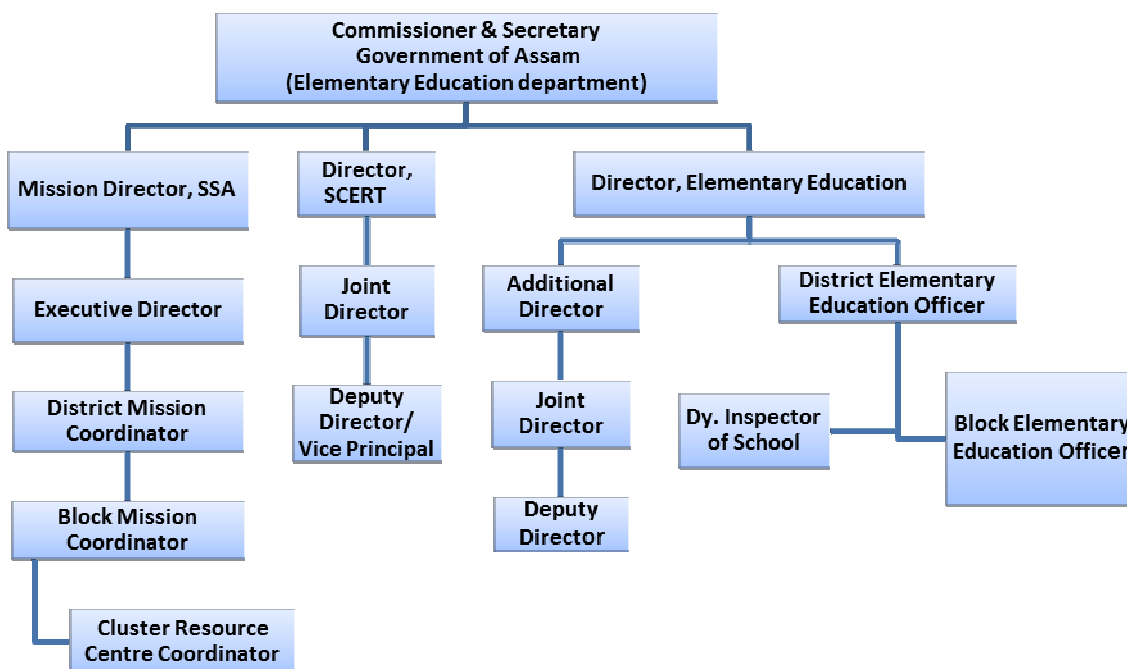 Commissioner & Secretary
Government of Assam
(Elementary Education department)
Mission Director, SSA
Director,
SCERT
Director, Elementary Education
Executive Director
Joint
Director
Additional
Director
District Elementary
Education Officer
District Mission
Coordinator
Deputy
Director/
Vice Principal
Joint
Director
Dy. Inspector
of School
Block Elementary
Education Officer
Block Mission
Coordinator
Deputy
Director
Cluster Resource
Centre Coordinator